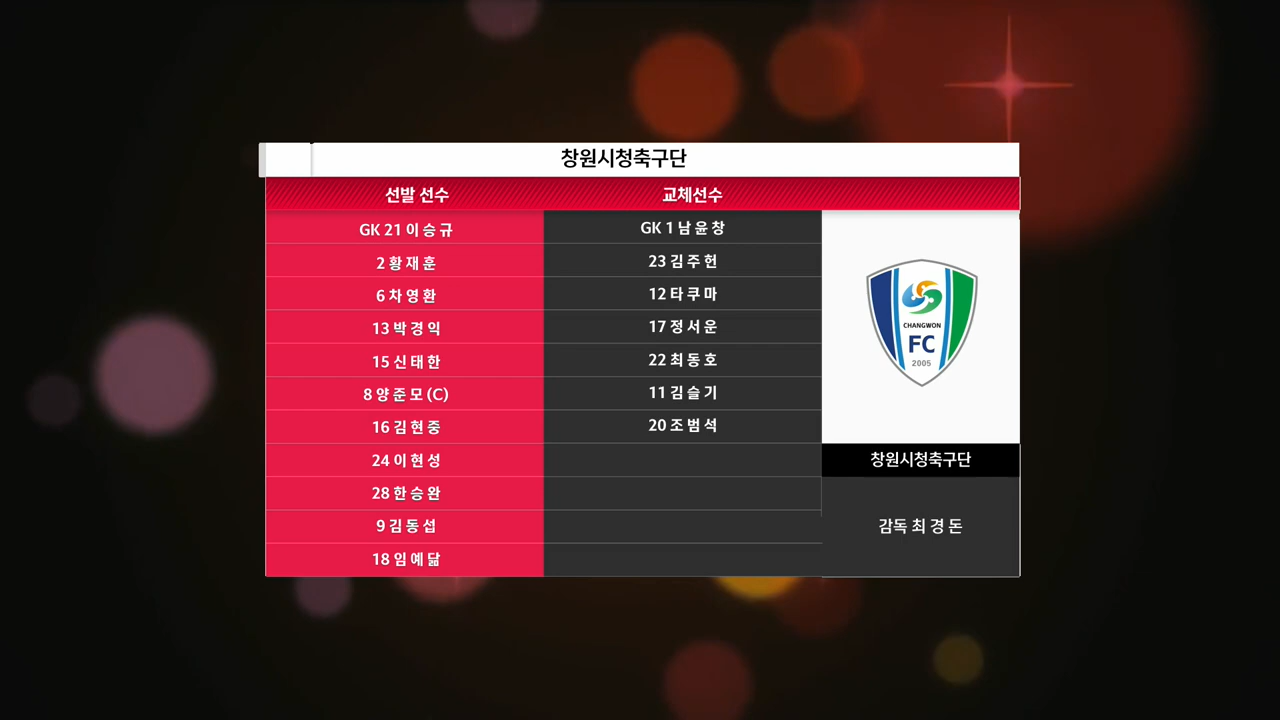 창원시청축구단
선발 선수
교체선수
GK 21 이 승 규
2 황 재 훈
6 차 영 환
13 박 경 익
15 신 태 한
8 양 준 모 (C)
16 김 현 중
24 이 현 성
28 한 승 완
9 김 동 섭
18 임 예 닮
GK 1 남 윤 창
23 김 주 헌
12 타 쿠 마
17 정 서 운
22 최 동 호
11 김 슬 기
20 조 범 석
CHANGWON
FC
2005
창원시청축구단
감독 최 경 돈